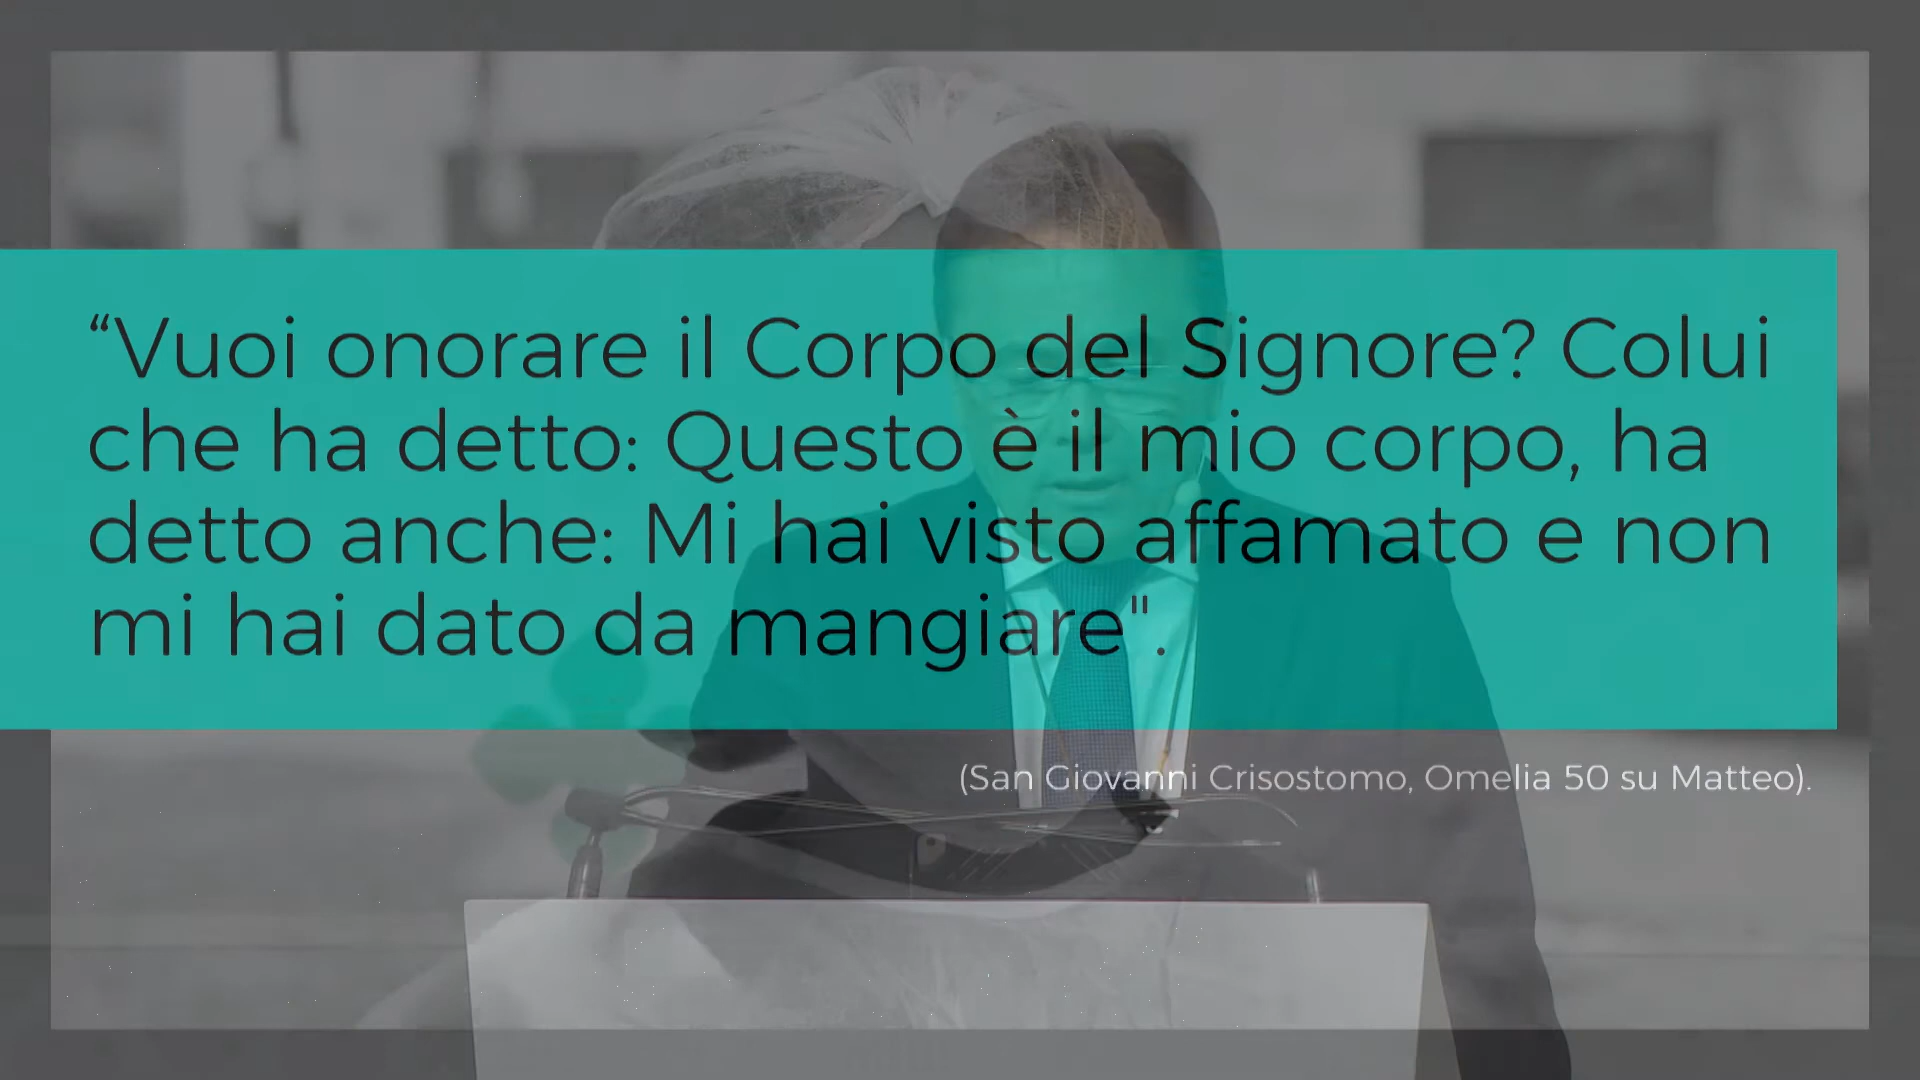 “Vuoi onorare il Corpo del Signore? Colui
che ha detto: Questo è il mio corpo, ha
detto anche: Mi hai visto affamato e non
mi hai dato da mangiare".
(San Giovanni Crisostomo, Omelia 50 su Matteo).